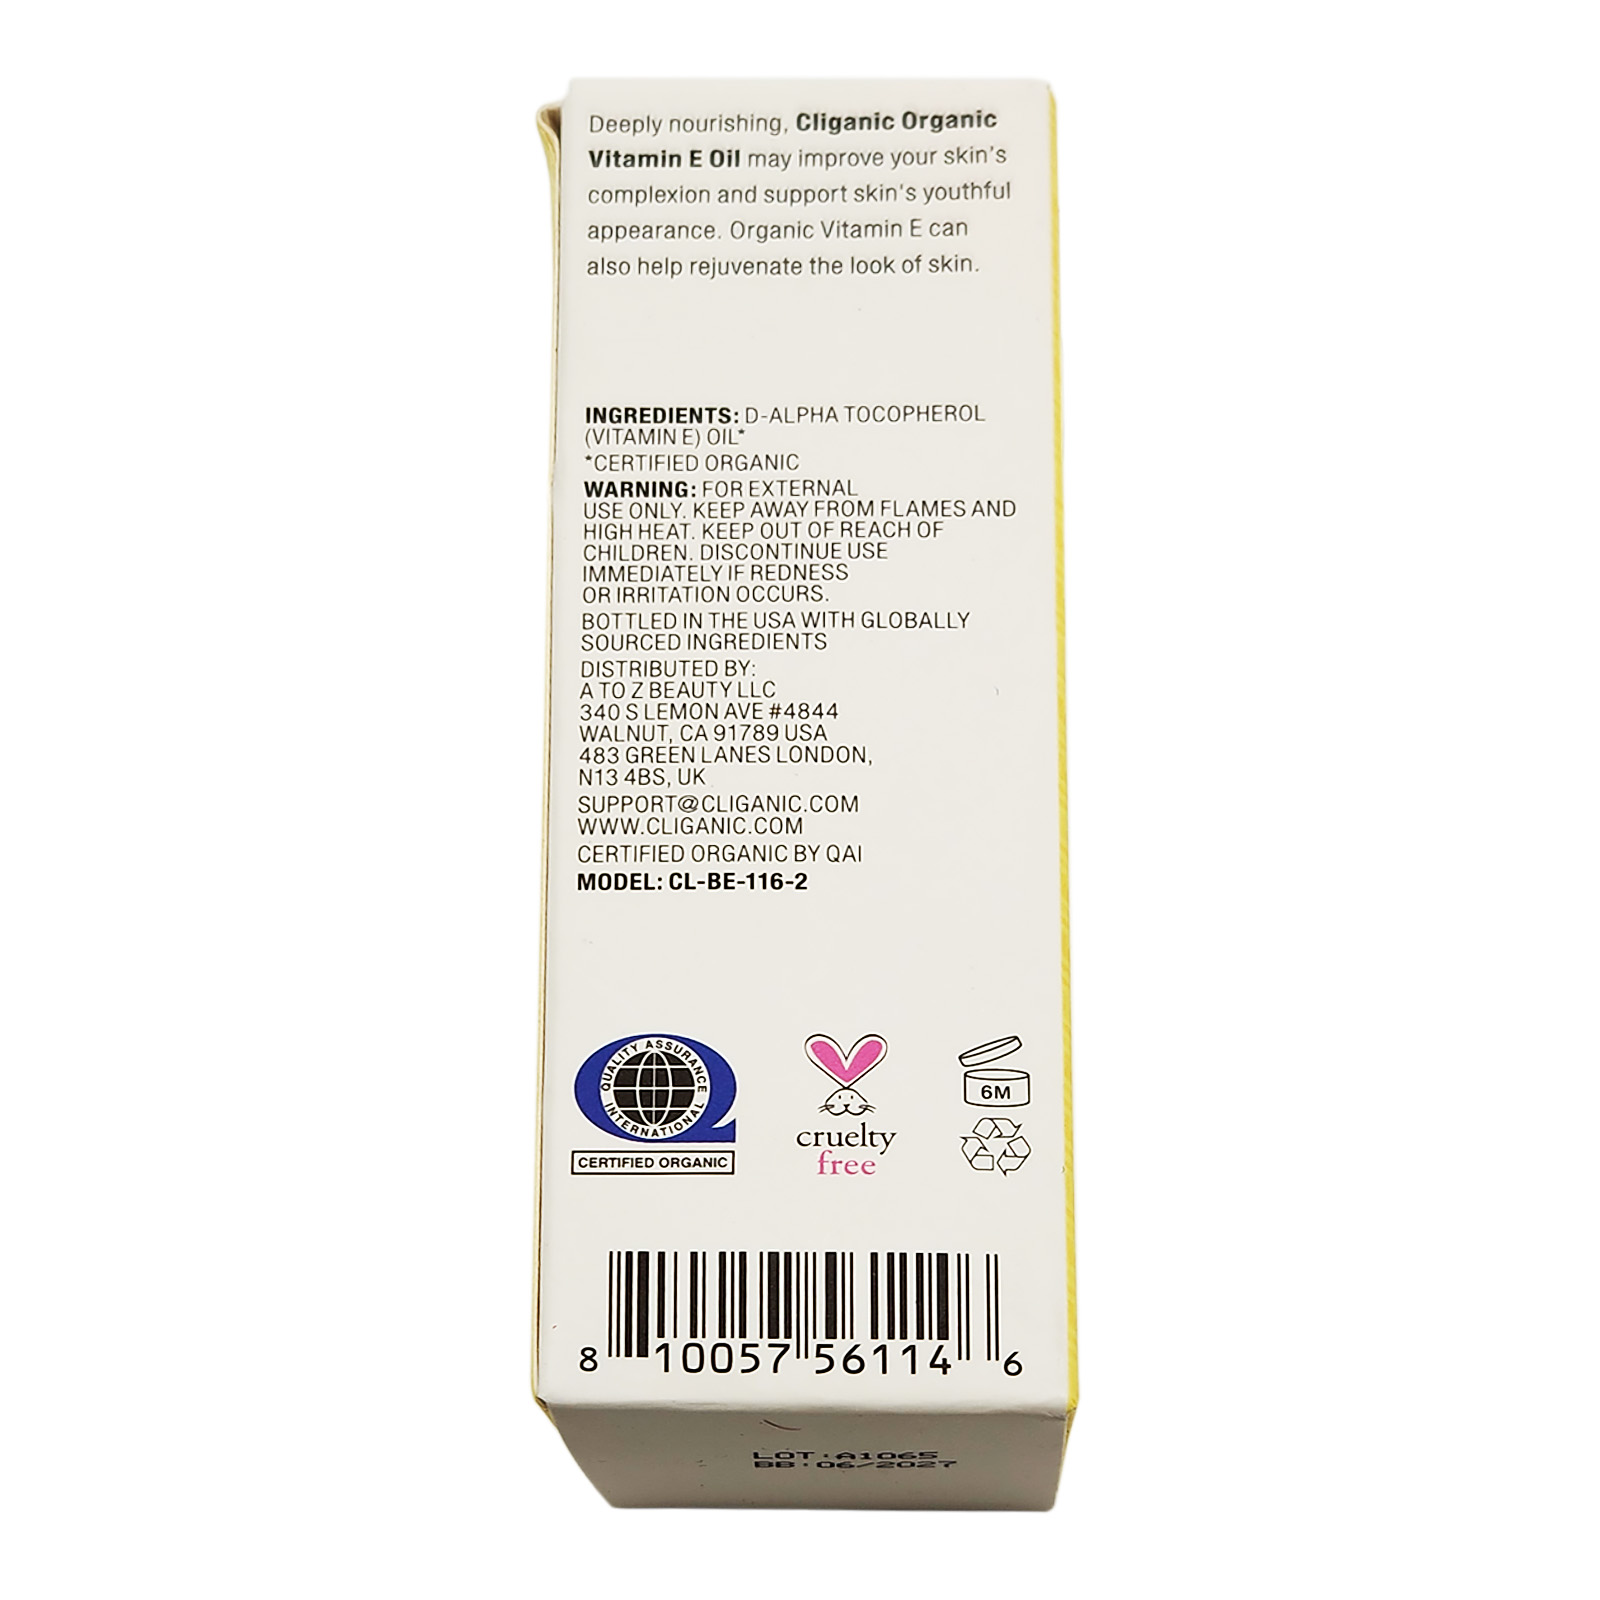 Deeply nourishing, Cliganic Organic
Vitamin E Oil may improve your skin's
complexion and support skin's youthful
appearance. Organic Vitamin E can
also help rejuvenate the look of skin.
INGREDIENTS: D-ALPHA TOCOPHEROL
(VITAMIN E) OIL*
*CERTIFIED ORGANIC
WARNING: FOR EXTERNAL
USE ONLY. KEEP AWAY FROM FLAMES AND
HIGH HEAT. KEEP OUT OF REACH OF
CHILDREN. DISCONTINUE USE
IMMEDIATELY IF REDNESS
OR IRRITATION OCCURS.
BOTTLED IN THE USA WITH GLOBALLY
SOURCED INGREDIENTS
DISTRIBUTED BY:
A TO Z BEAUTY LLC
340 S LEMON AVE #4844
WALNUT, CA 91789 USA
483 GREEN LANES LONDON,
N13 4BS, UK
SUPPORT@CLIGANIC.COM
WWW.CLIGANIC.COM
CERTIFIED ORGANIC BY QAI
MODEL: CL-BE-116-2
QUALITY ASSURANCE
INTERNATIONAL
CERTIFIED ORGANIC
cruelty
free
6M
8 10057 56114 6
LOT:A1065
BB:06/2027